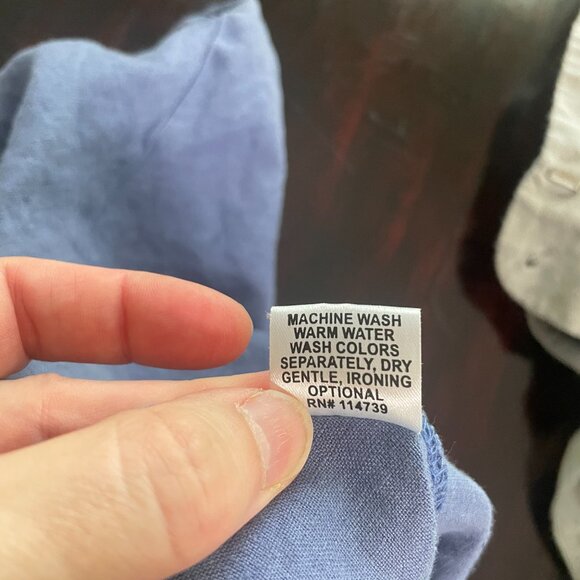 MACHINE WASH
WARM WATER
WASH COLORS
SEPARATELY, DRY
GENTLE, IRONING
OPTIONAL
RN# 114739